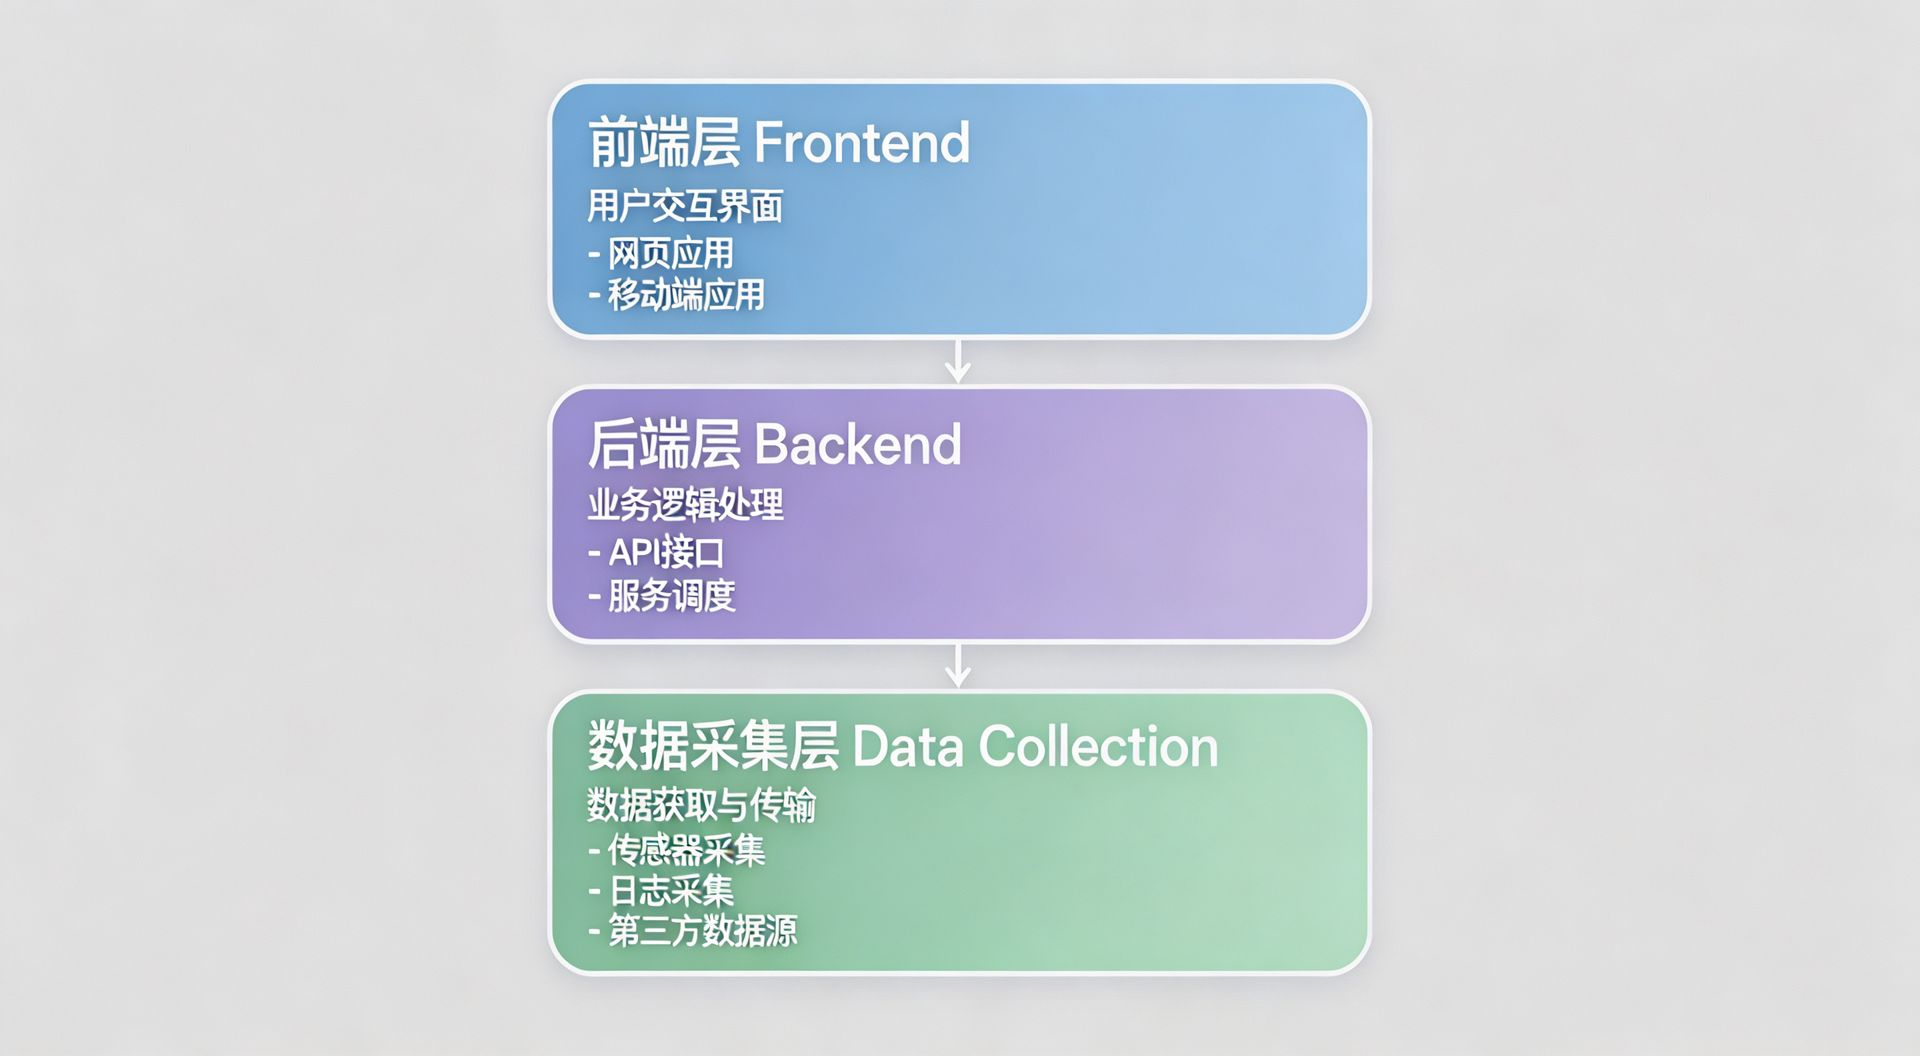 前端层 Frontend
用户交互界面
- 网页应用
- 移动端应用
后端层 Backend
业务逻辑处理
- API接口
- 服务调度
数据采集层 Data Collection
数据获取与传输
- 传感器采集
- 日志采集
- 第三方数据源